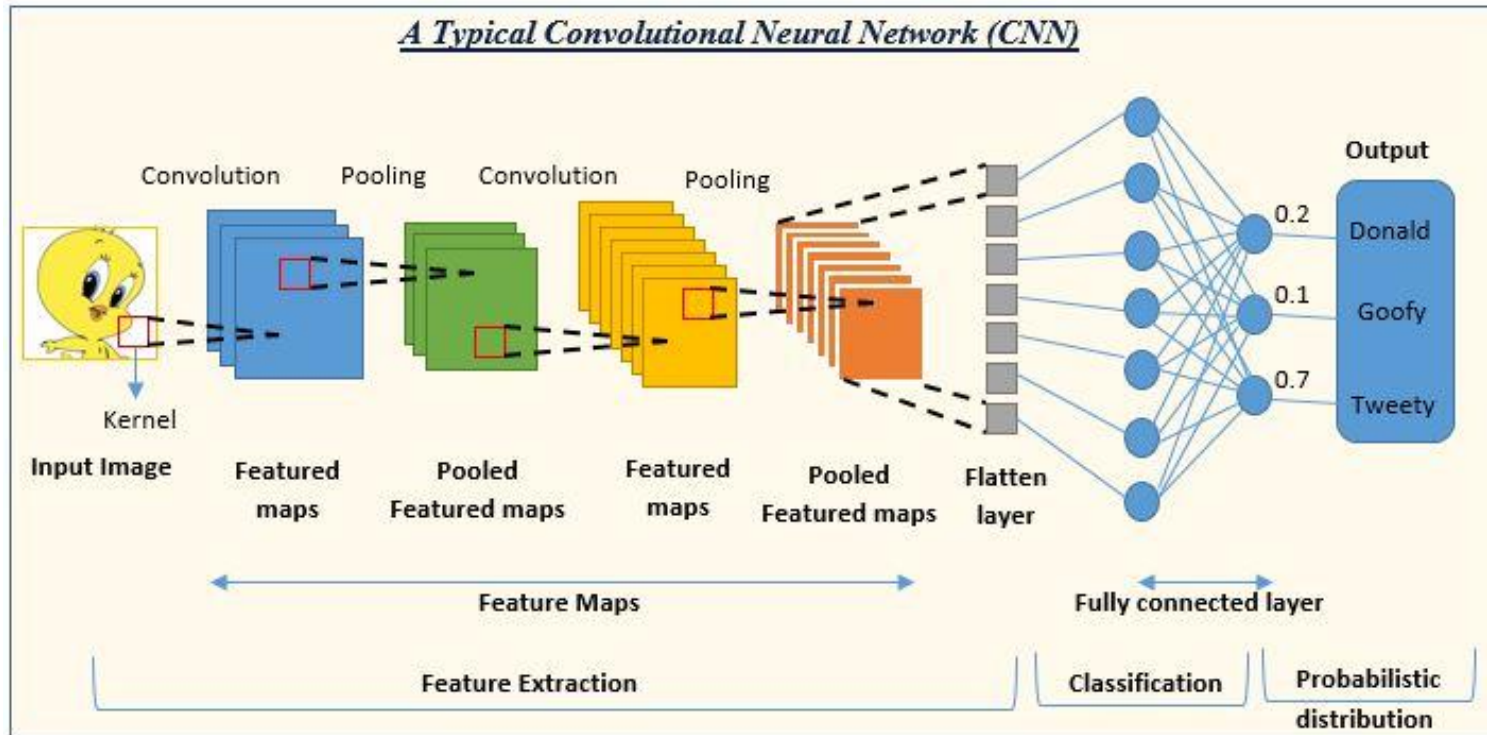 A Typical Convolutional Neural Network (CNN)
Convolution
Pooling
Convolution
Pooling
Kernel
Input Image
Featured
maps
Pooled
Featured maps
Featured
maps
Pooled
Featured maps
Flatten
layer
Output
0.2
Donald
0.1
Goofy
0.7
Tweety
Feature Maps
Fully connected layer
Feature Extraction
Classification
Probabilistic
distribution